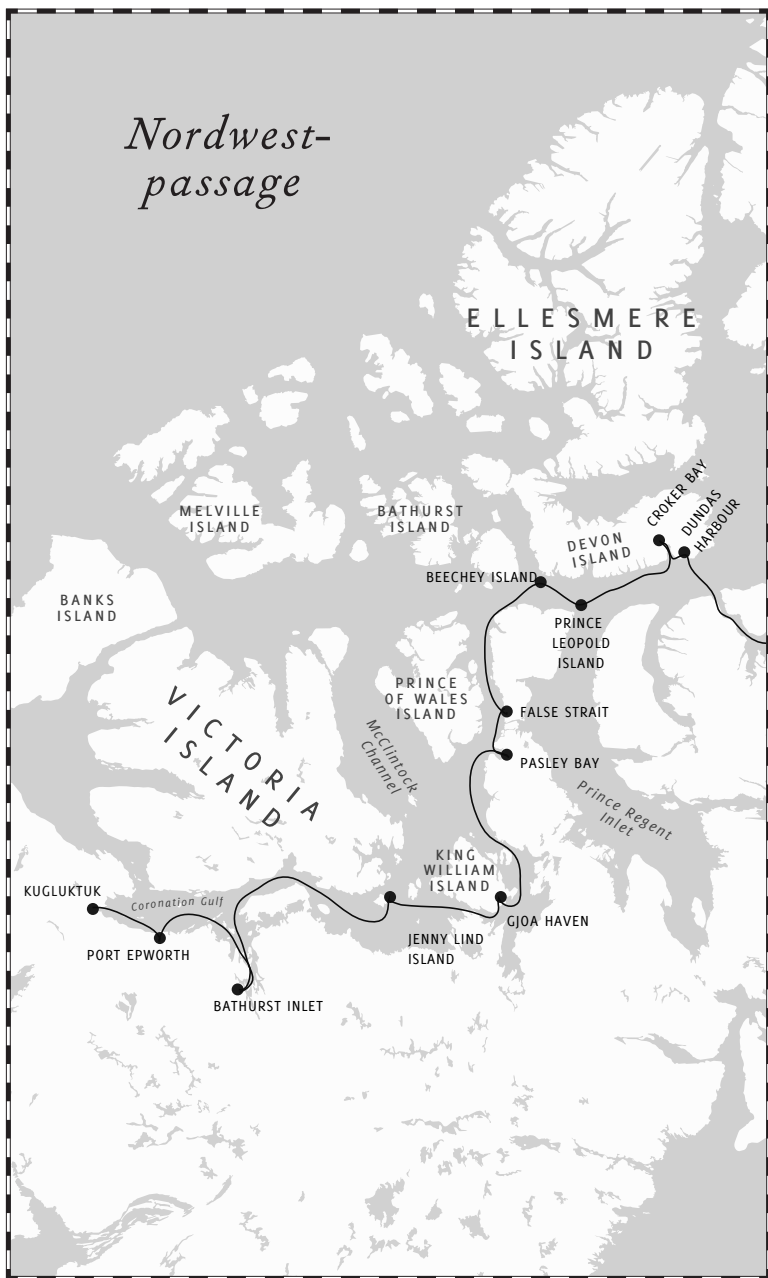 Nordwest-
passage
ELLESMERE
ISLAND
CROKER BAY
DUNDAS
HARBOUR
MELVILLE
ISLAND
BATHURST
ISLAND
DEVON
ISLAND
BEECHEY ISLAND
BANKS
ISLAND
PRINCE
LEOPOLD
ISLAND
PRINCE
OF WALES
ISLAND
VICTORIA
ISLAND
FALSE STRAIT
McClintock
Channel
PASLEY BAY
Prince Regent
Inlet
KING
WILLIAM
ISLAND
KUGLUKTUK
Coronation Gulf
GJOA HAVEN
JENNY LIND
ISLAND
PORT EPWORTH
BATHURST INLET